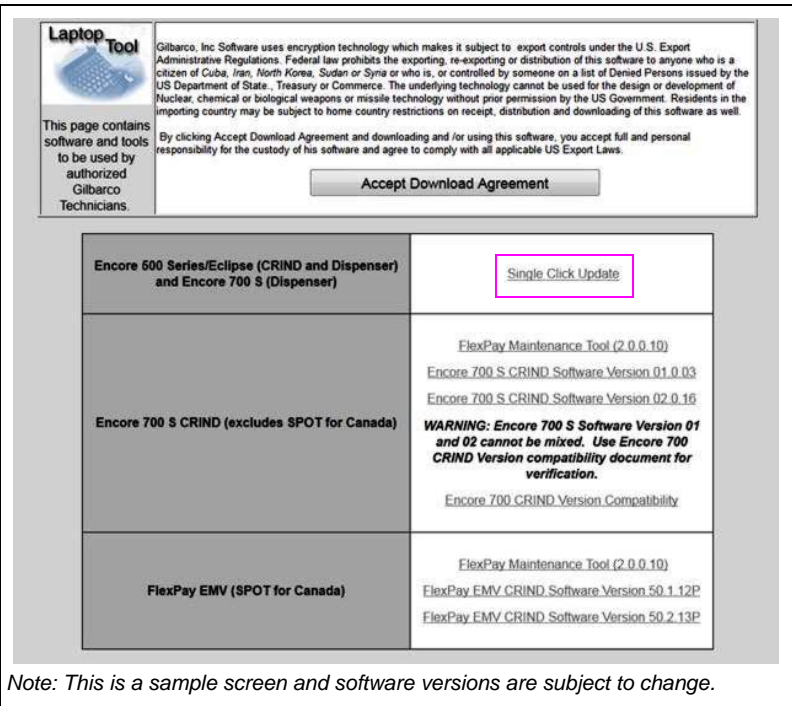 Laptop
Tool
This page contains
software and tools
to be used by
authorized
Gilbarco
Technicians.
Gilbarco, Inc Software uses encryption technology which makes it subject to export controls under the U.S. Export
Administrative Regulations. Federal law prohibits the exporting, re-exporting or distribution of this software to anyone who is a
citizen of Cuba, Iran, North Korea, Sudan or Syria or who is, or controlled by someone on a list of Denied Persons issued by the
US Department of State., Treasury or Commerce. The underlying technology cannot be used for the design or development of
Nuclear, chemical or biological weapons or missile technology without prior permission by the US Government. Residents in the
importing country may be subject to home country restrictions on receipt, distribution and downloading of this software as well.
By clicking Accept Download Agreement and downloading and /or using this software, you accept full and personal
responsibility for the custody of his software and agree to comply with all applicable US Export Laws.
Accept Download Agreement
Encore 500 Series/Eclipse (CRIND and Dispenser)
and Encore 700 S (Dispenser)
Single Click Update
Encore 700 S CRIND (excludes SPOT for Canada)
FlexPay Maintenance Tool (2.0.0.10)
Encore 700 S CRIND Software Version 01.0.03
Encore 700 S CRIND Software Version 02.0.16
WARNING: Encore 700 S Software Version 01
and 02 cannot be mixed. Use Encore 700
CRIND Version compatibility document for
verification.
Encore 700 CRIND Version Compatibility
FlexPay EMV (SPOT for Canada)
FlexPay Maintenance Tool (2.0.0.10)
FlexPay EMV CRIND Software Version 50.1.12P
FlexPay EMV CRIND Software Version 50.2.13P
Note: This is a sample screen and software versions are subject to change.